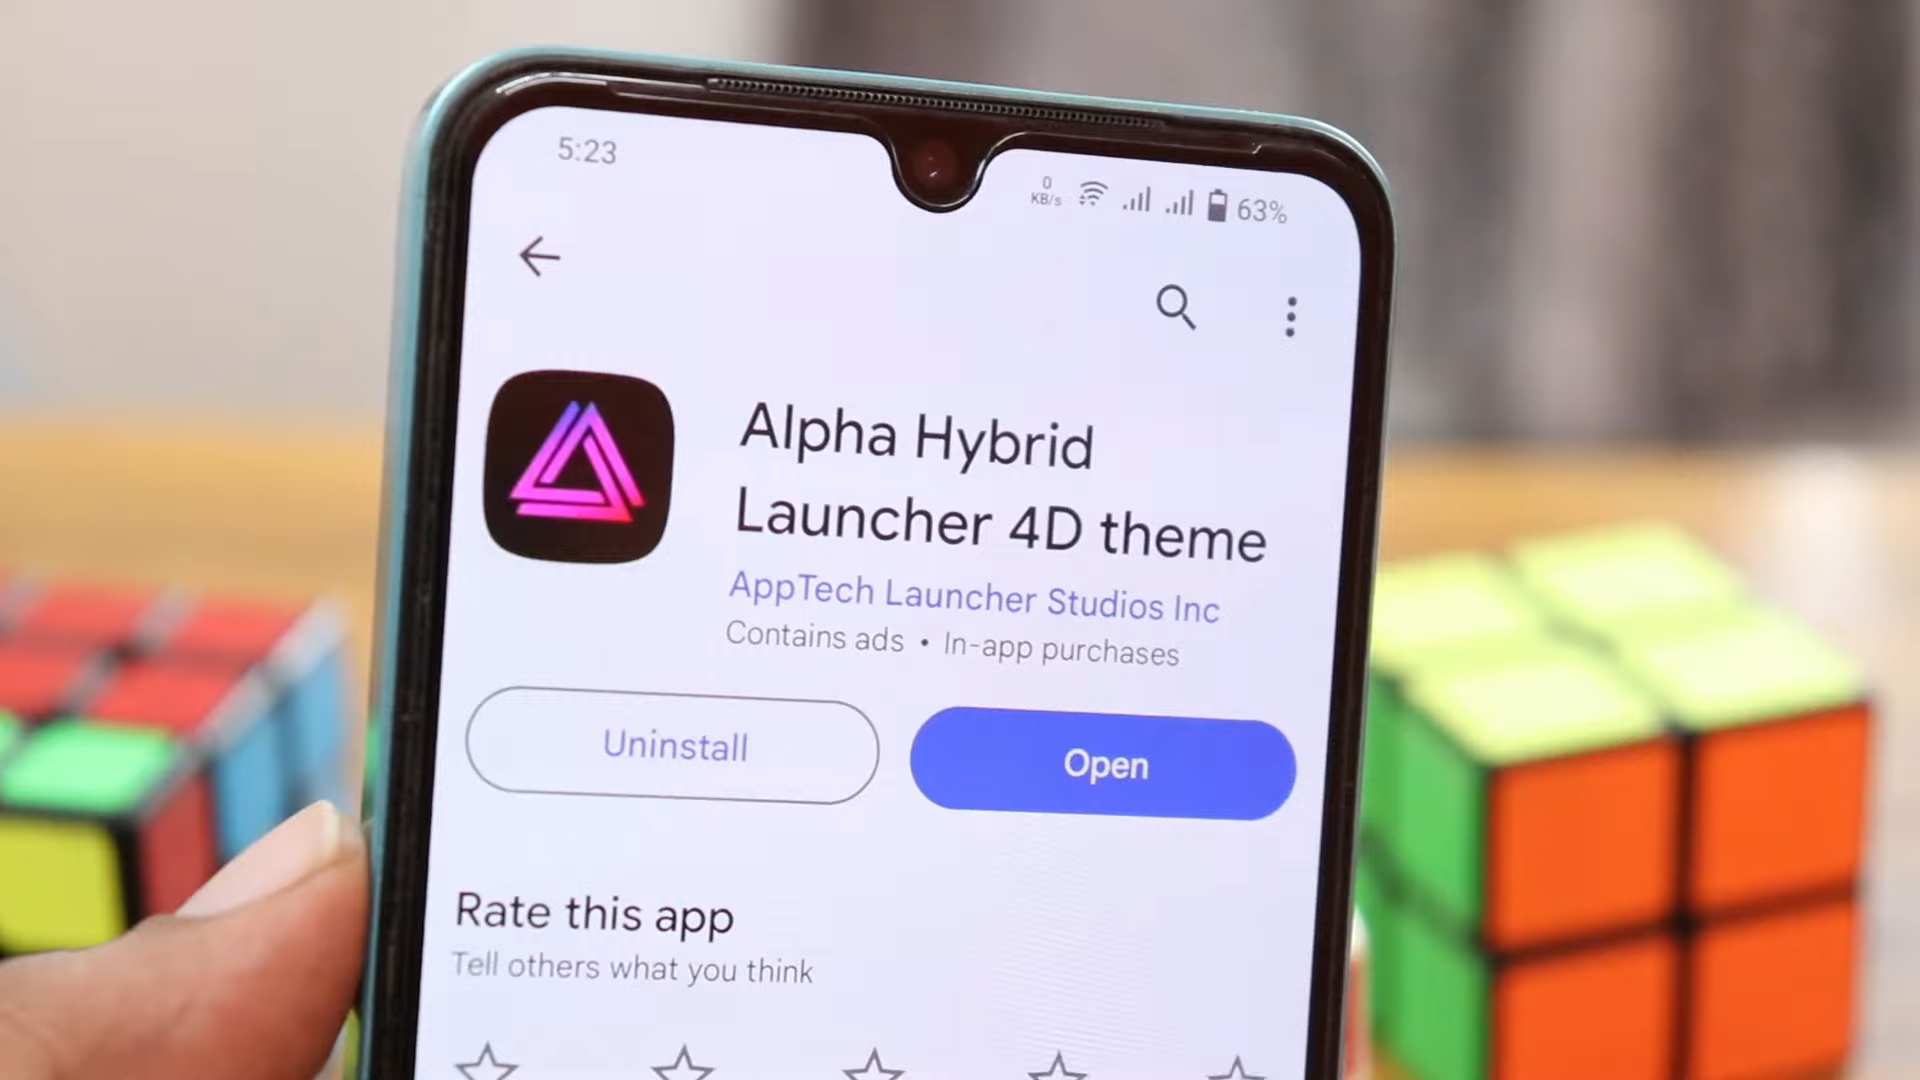 5:23
0
KB/s
63%
Alpha Hybrid
Launcher 4D theme
AppTech Launcher Studios Inc
Contains ads • In-app purchases
Uninstall
Open
Rate this app
Tell others what you think